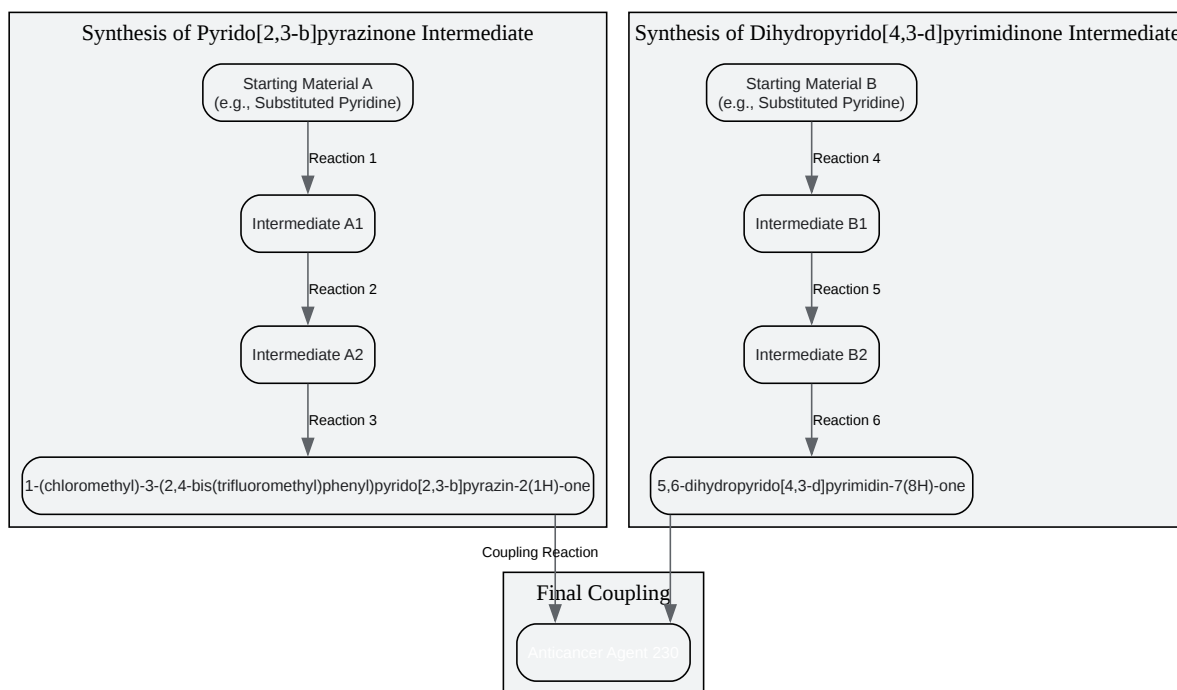 Synthesis of Pyrido[2,3-b]pyrazinone Intermediate
Starting Material A
(e.g., Substituted Pyridine)
Reaction 1
Intermediate A1
Reaction 2
Intermediate A2
Reaction 3
1-(chloromethyl)-3-(2,4-bis(trifluoromethyl)phenyl)pyrido[2,3-b]pyrazin-2(1H)-one
Synthesis of Dihydropyrido[4,3-d]pyrimidinone Intermediate
Starting Material B
(e.g., Substituted Pyridine)
Reaction 4
Intermediate B1
Reaction 5
Intermediate B2
Reaction 6
5,6-dihydropyrido[4,3-d]pyrimidin-7(8H)-one
Coupling Reaction
Final Coupling
Anticancer Agent 230